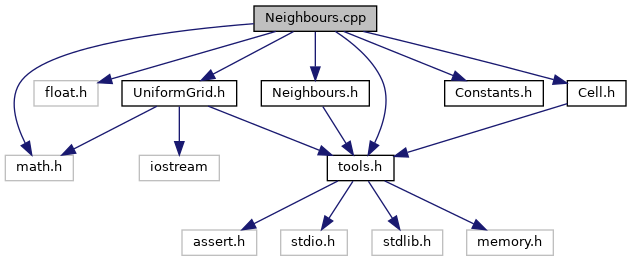 Neighbours.cpp
float.h
UniformGrid.h
Neighbours.h
Constants.h
Cell.h
math.h
iostream
tools.h
assert.h
stdio.h
stdlib.h
memory.h